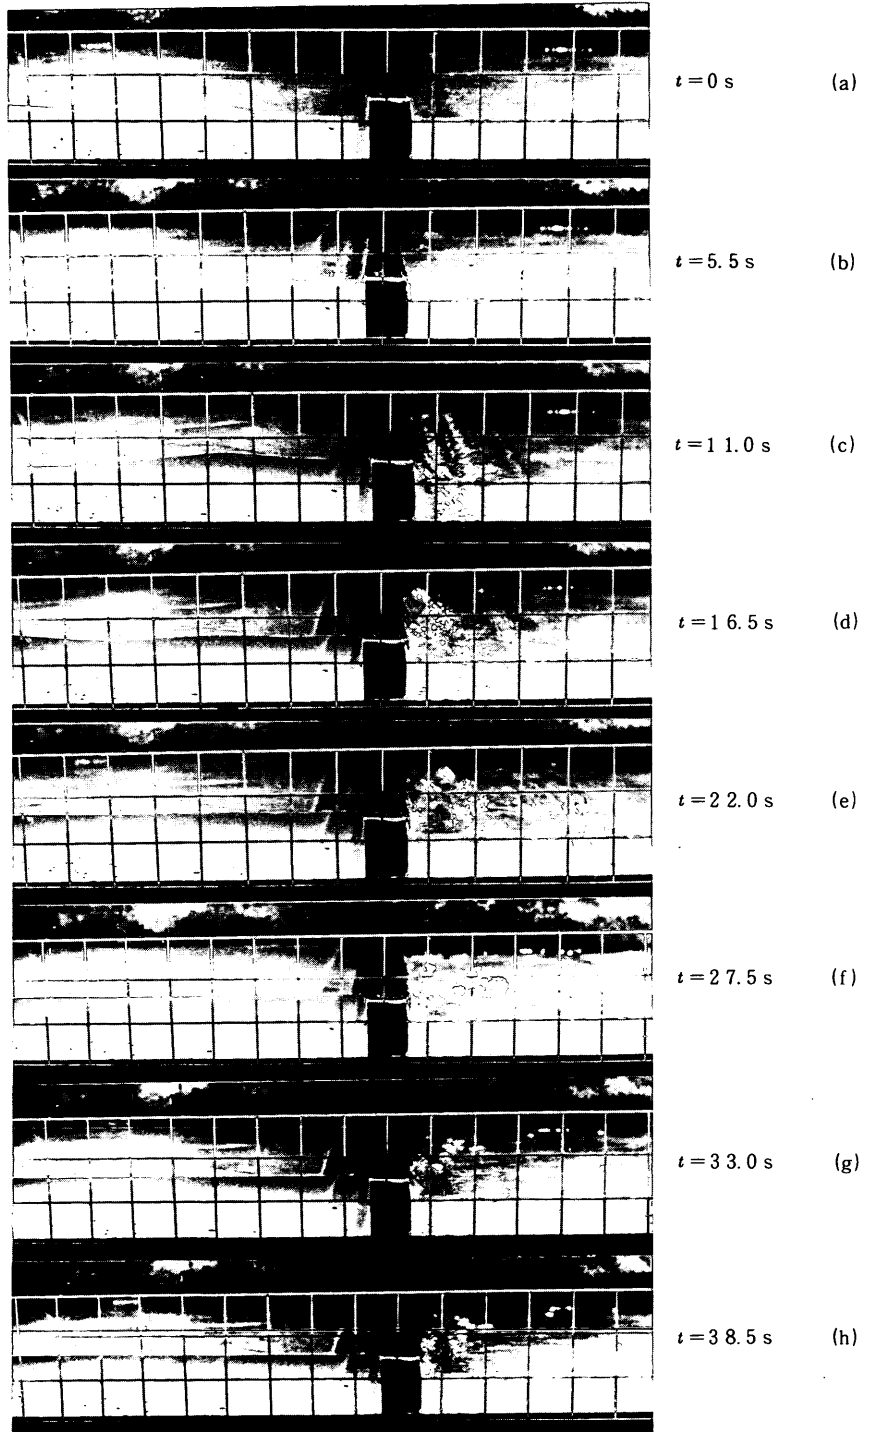 t=0 s (a)
t=5.5 s (b)
t=11.0 s (c)
t=16.5 s (d)
t=22.0 s (e)
t=27.5 s (f)
t=33.0 s (g)
t=38.5 s (h)